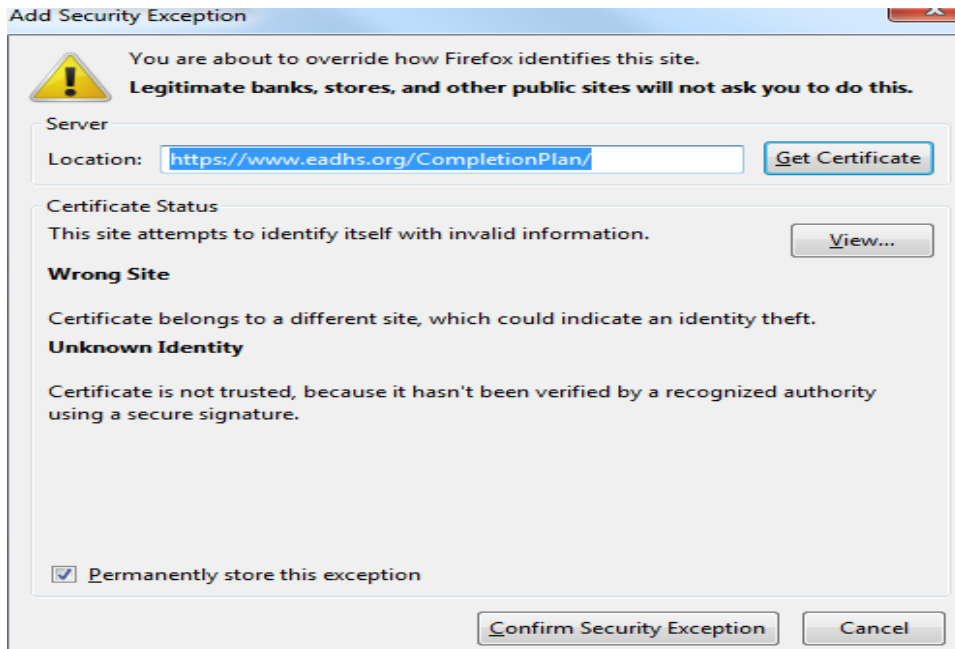 Add Security Exception
You are about to override how Firefox identifies this site.
Legitimate banks, stores, and other public sites will not ask you to do this.
Server
Location: https://www.eadhs.org/CompletionPlan/ Get Certificate
Certificate Status
This site attempts to identify itself with invalid information. View...
Wrong Site
Certificate belongs to a different site, which could indicate an identity theft.
Unknown Identity
Certificate is not trusted, because it hasn't been verified by a recognized authority
using a secure signature.
Permanently store this exception
Confirm Security Exception Cancel